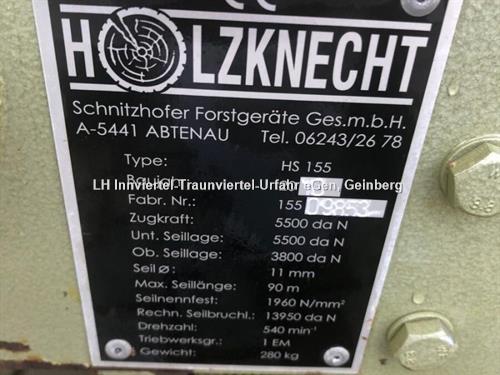 HOLZKNECHT
Schnitzhofer Forstgeräte Ges.m.b.H.
A-5441 ABTENAU Tel. 06243/26 78
Type: HS 155
LH Innviertel-Traunviertel-Urfahr eGen, Geinberg
Fabr. Nr.: 155 09853
Zugkraft: 5500 da N
Unt. Seillage: 5500 da N
Ob. Seillage: 3800 da N
Seil ø: 11 mm
Max. Seillänge: 90 m
Seilnennfest: 1960 N/mm²
Rechn. Seilbruchl.: 13950 da N
Drehzahl: 540 min⁻¹
Triebwerksgr.: 1 EM
Gewicht: 280 kg